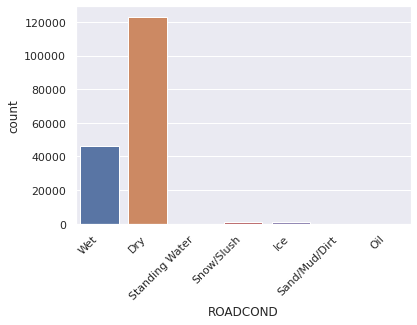 120000
100000
80000
60000
40000
20000
0
count
Wet
Dry
Standing Water
Snow/Slush
Ice
Sand/Mud/Dirt
Oil
ROADCOND